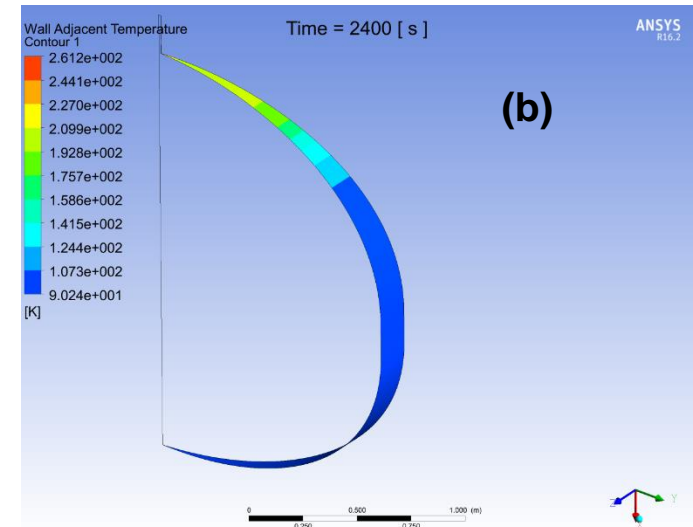 Wall Adjacent Temperature
Contour 1
2.612e+002
2.441e+002
2.270e+002
2.099e+002
1.928e+002
1.757e+002
1.586e+002
1.415e+002
1.244e+002
1.073e+002
9.024e+001
[K]
Time = 2400 [ s ]
ANSYS
R16.2
(b)
0
0.500
1.000 (m)
0.250
0.750
Z
Y